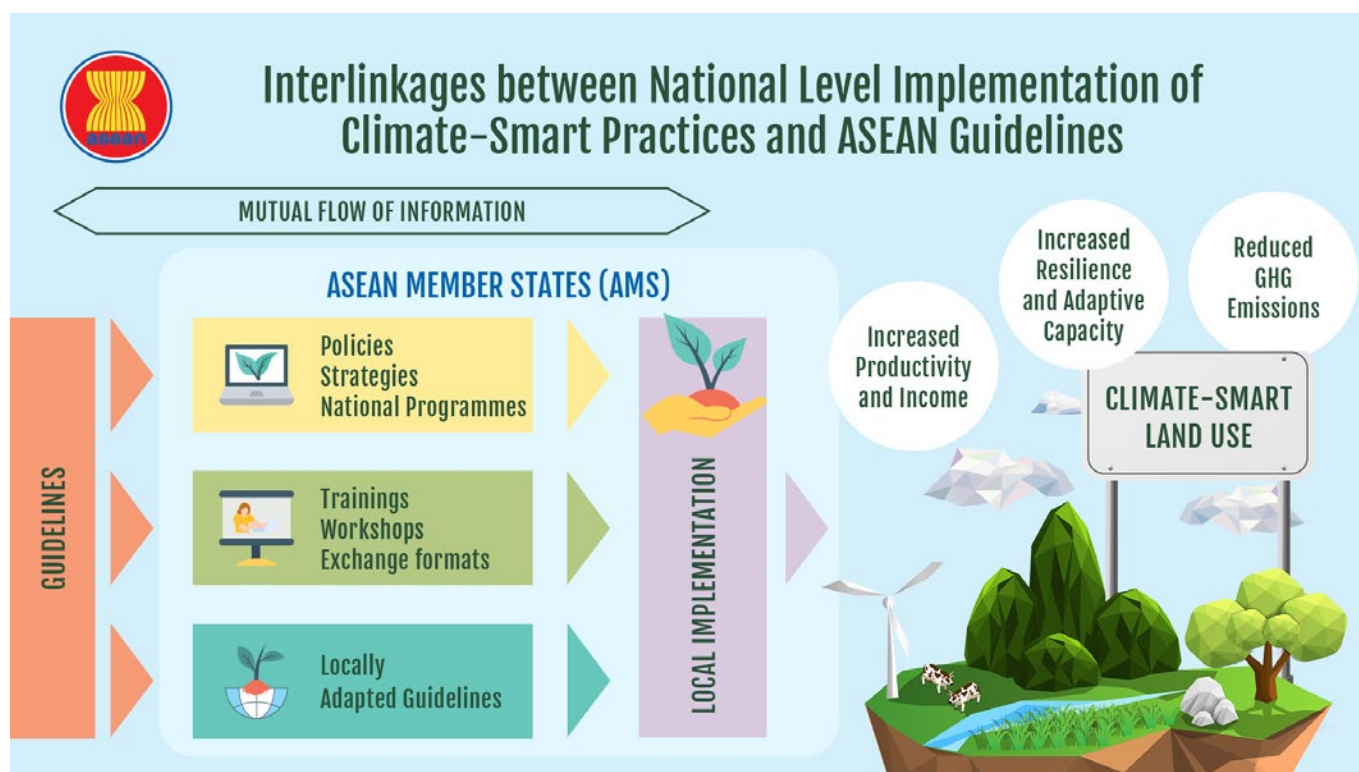 asean
Interlinkages between National Level Implementation of
Climate-Smart Practices and ASEAN Guidelines
MUTUAL FLOW OF INFORMATION
ASEAN MEMBER STATES (AMS)
GUIDELINES
Policies
Strategies
National Programmes
Trainings
Workshops
Exchange formats
Locally
Adapted Guidelines
LOCAL IMPLEMENTATION
Increased
Productivity
and Income
Increased
Resilience
and Adaptive
Capacity
Reduced
GHG
Emissions
CLIMATE-SMART
LAND USE